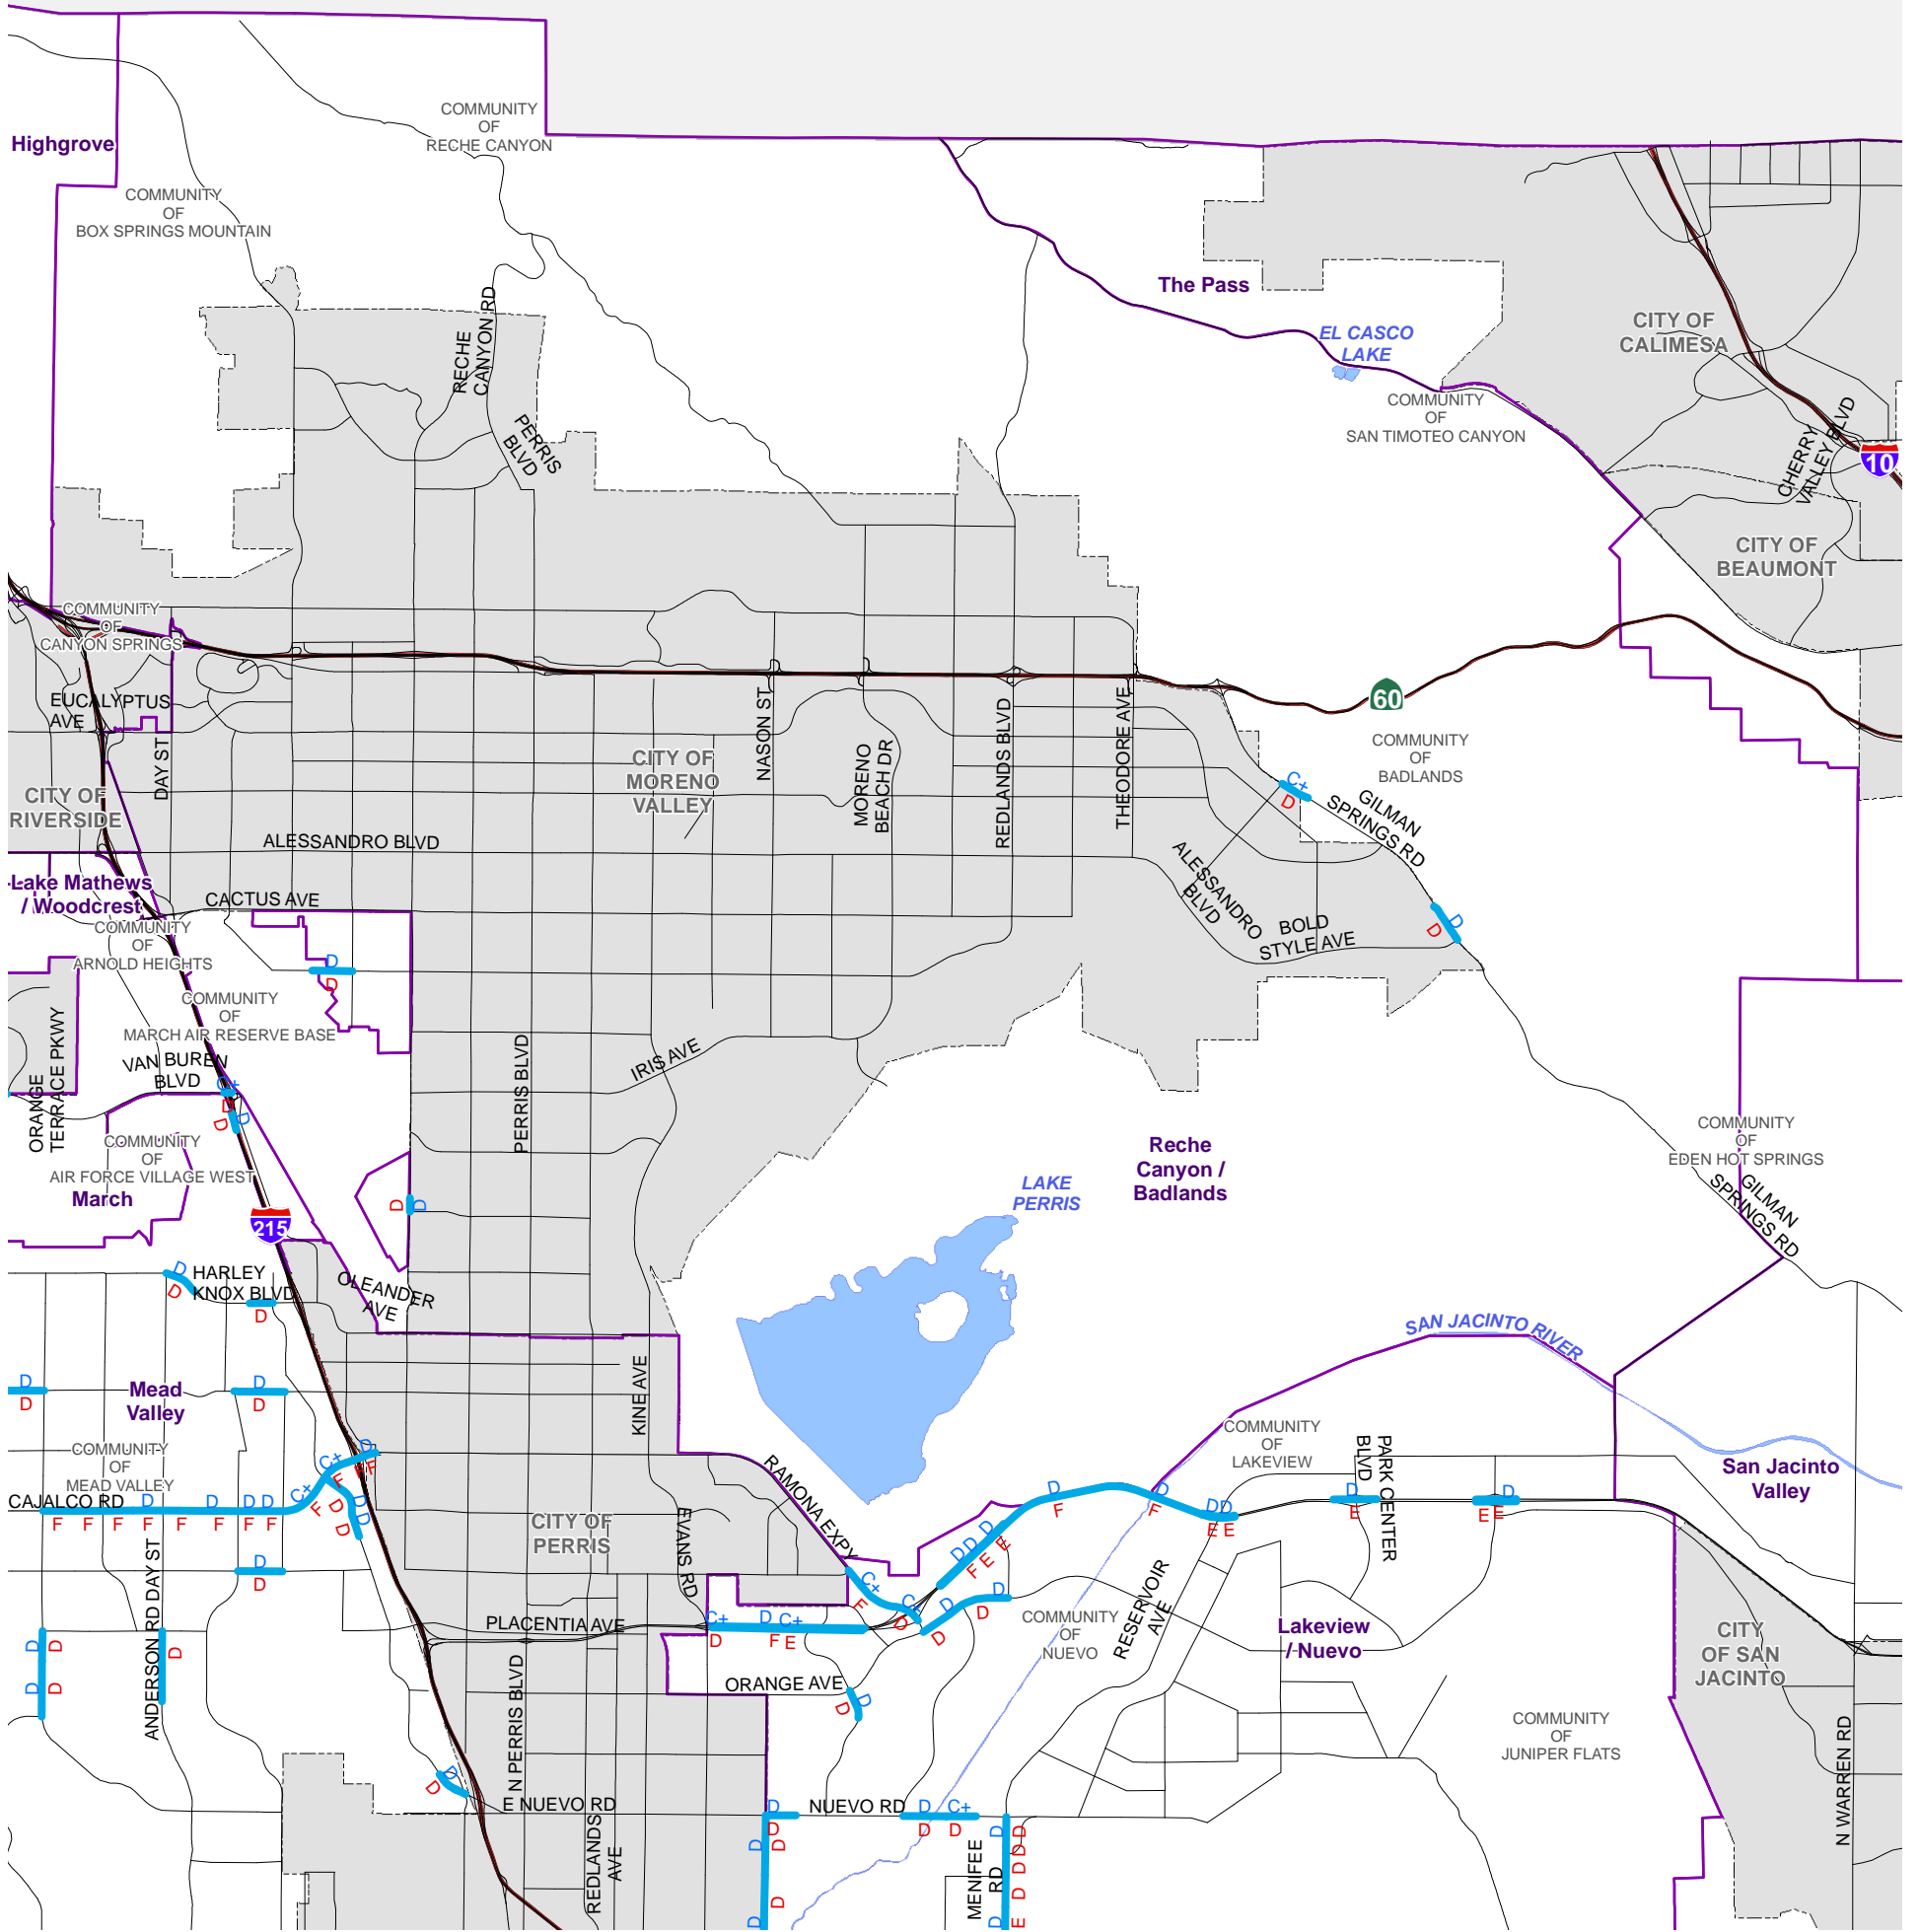 COMMUNITY
OF
RECHE CANYON
Highgrove
COMMUNITY
OF
BOX SPRINGS MOUNTAIN
The Pass
EL CASCO
LAKE
CITY OF
CALIMESA
RECHE
CANYON RD
PERRIS
BLVD
COMMUNITY
OF
SAN TIMOTEO CANYON
CHERRY
VALLEY BLVD
10
CITY OF
BEAUMONT
COMMUNITY
OF
CANYON SPRINGS
EUCALYPTUS
AVE
DAY ST
CITY OF
RIVERSIDE
CITY OF
MORENO
VALLEY
NASON ST
MORENO
BEACH DR
REDLANDS BLVD
THEODORE AVE
60
COMMUNITY
OF
BADLANDS
C+
D
GILMAN
SPRINGS RD
ALESSANDRO BLVD
ALESSANDRO
BLVD
BOLD
STYLE AVE
D
D
-Lake Mathews
/ Woodcrest
CACTUS AVE
COMMUNITY
OF
ARNOLD HEIGHTS
D
D
COMMUNITY
OF
MARCH AIR RESERVE BASE
ORANGE
TERRACE PKWY
VAN BUREN
BLVD
C+
D
D
D
PERRIS BLVD
IRIS AVE
COMMUNITY
OF
AIR FORCE VILLAGE WEST
March
215
D
D
Reche
Canyon /
Badlands
LAKE
PERRIS
COMMUNITY
OF
EDEN HOT SPRINGS
GILMAN
SPRINGS RD
D
D
HARLEY
KNOX BLVD
D
OLEANDER
AVE
SAN JACINTO RIVER
KINE AVE
D
D
Mead
Valley
D
D
COMMUNITY
OF
MEAD VALLEY
CAJALCO RD
D
D
D D
C+
C+
D
F F F F F F F F
F
F
F F
D
D
D
D
COMMUNITY
OF
LAKEVIEW
PARK CENTER
BLVD
San Jacinto
Valley
RAMONA EXPY
D
F
D
F
D D
E E
D
E
D
E E
CITY OF
PERRIS
EVANS RD
D D D
F E F
C+
F
C+
D
D
D
D
D
D
D
ANDERSON RD DAY ST
D D
D D
D
PLACENTIA AVE
C+ D C+
D F E
COMMUNITY
OF
NUEVO
RESERVOIR
AVE
Lakeview
/ Nuevo
CITY
OF SAN
JACINTO
ORANGE AVE
D
D
COMMUNITY
OF
JUNIPER FLATS
N WARREN RD
N PERRIS BLVD
D
D
E NUEVO RD
REDLANDS
AVE
D
D
NUEVO RD
D C+
D D
D
D
D
D
MENIFEE
RD
D
D
E D D D D